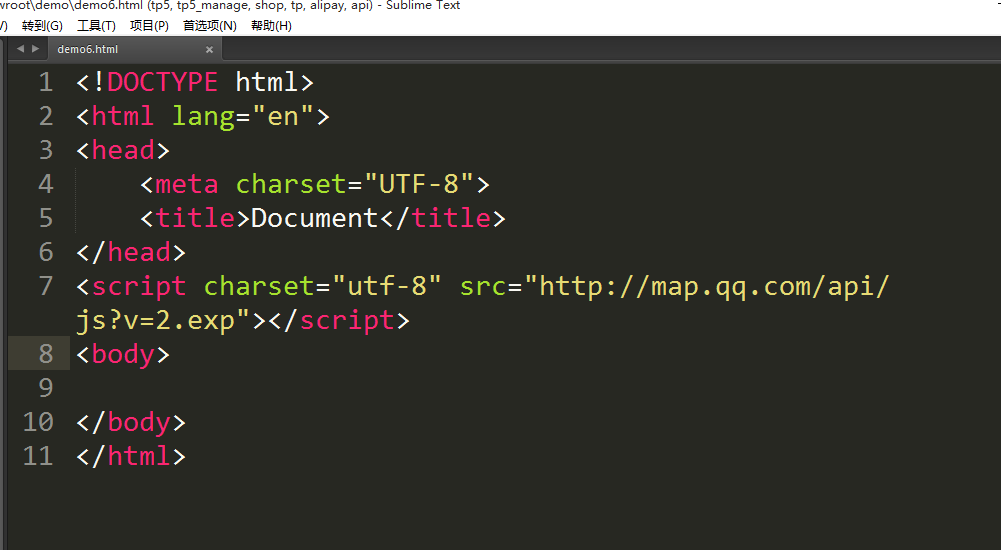 wroot\demo\demo6.html (tp5, tp5_manage, shop, tp, alipay, api) - Sublime Text
V) 转到(G) 工具(T) 项目(P) 首选项(N) 帮助(H)
demo6.html ×
1 <!DOCTYPE html>
2 <html lang="en">
3 <head>
4     <meta charset="UTF-8">
5     <title>Document</title>
6 </head>
7 <script charset="utf-8" src="http://map.qq.com/api/
js?v=2.exp"></script>
8 <body>
9
10 </body>
11 </html>